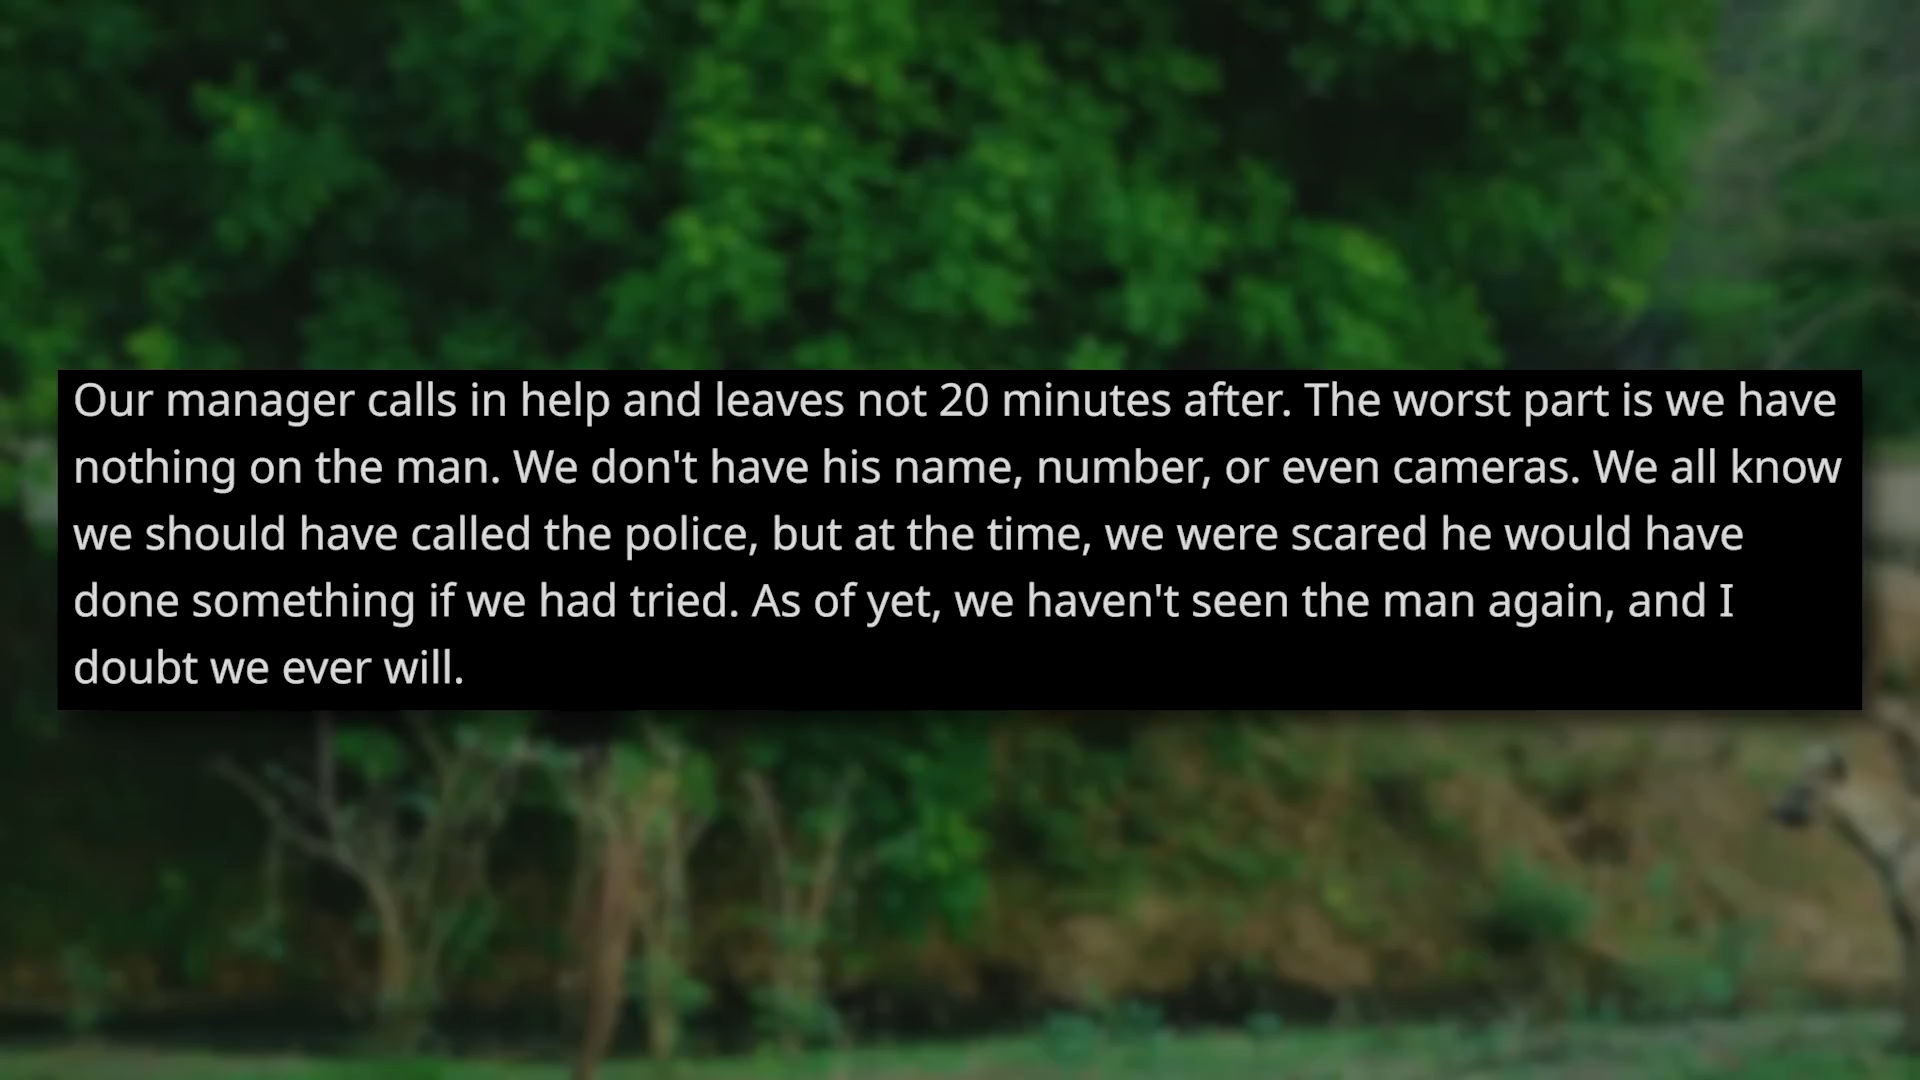 Our manager calls in help and leaves not 20 minutes after. The worst part is we have
nothing on the man. We don't have his name, number, or even cameras. We all know
we should have called the police, but at the time, we were scared he would have
done something if we had tried. As of yet, we haven't seen the man again, and I
doubt we ever will.